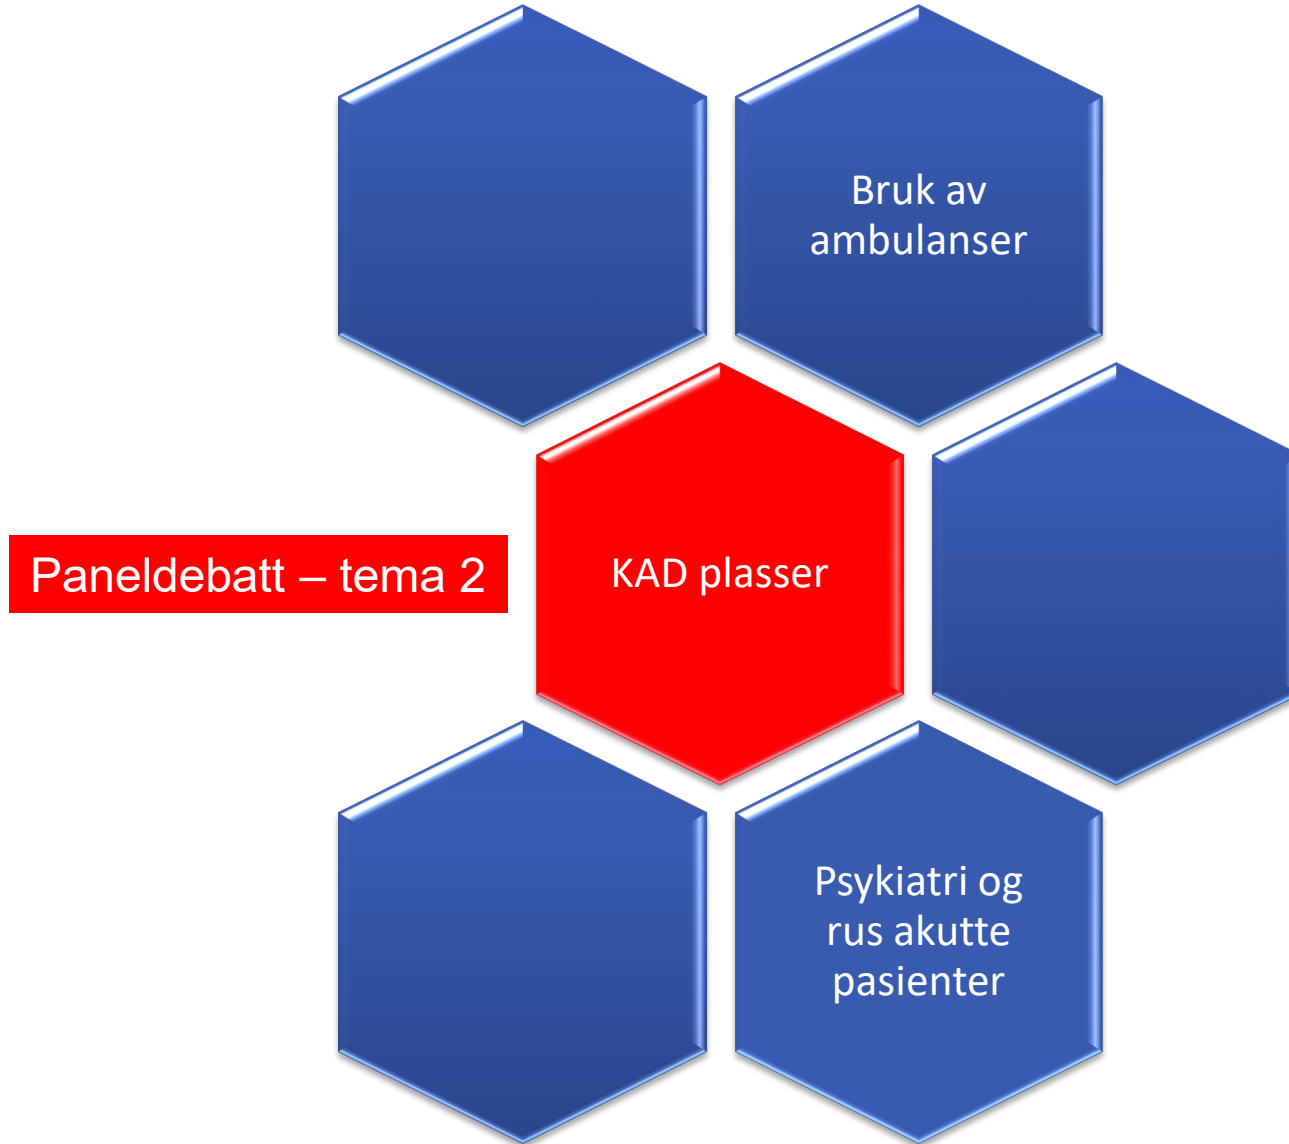 Bruk av
ambulanser
Paneldebatt – tema 2
KAD plasser
Psykiatri og
rus akutte
pasienter